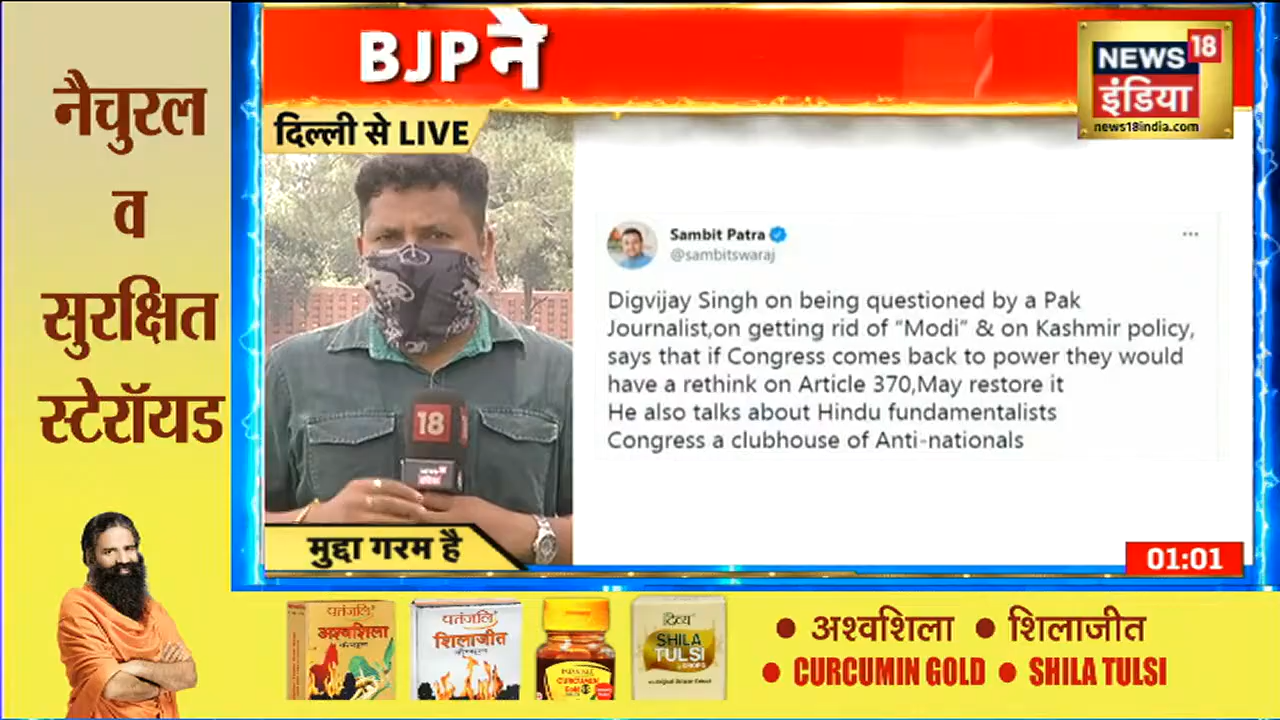 नैचुरल
व
सुरक्षित
स्टेरॉयड
BJP ने
NEWS 18
इंडिया
news18india.com
दिल्ली से LIVE
Sambit Patra
@sambitswaraj
Digvijay Singh on being questioned by a Pak
Journalist,on getting rid of “Modi” & on Kashmir policy,
says that if Congress comes back to power they would
have a rethink on Article 370,May restore it
He also talks about Hindu fundamentalists
Congress a clubhouse of Anti-nationals
18
मुद्दा गरम है
01:01
पतंजलि
अश्वशिला
पतंजलि
शिलाजीत
CURCUMIN
Gold
दिव्य
SHILA
TULSI
DROPS
• अश्वशिला • शिलाजीत
• CURCUMIN GOLD • SHILA TULSI